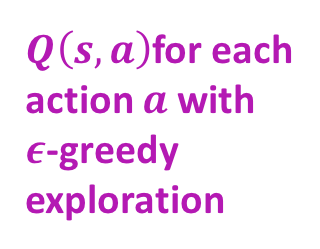 Q(s, a)for each
action a with
ϵ-greedy
exploration